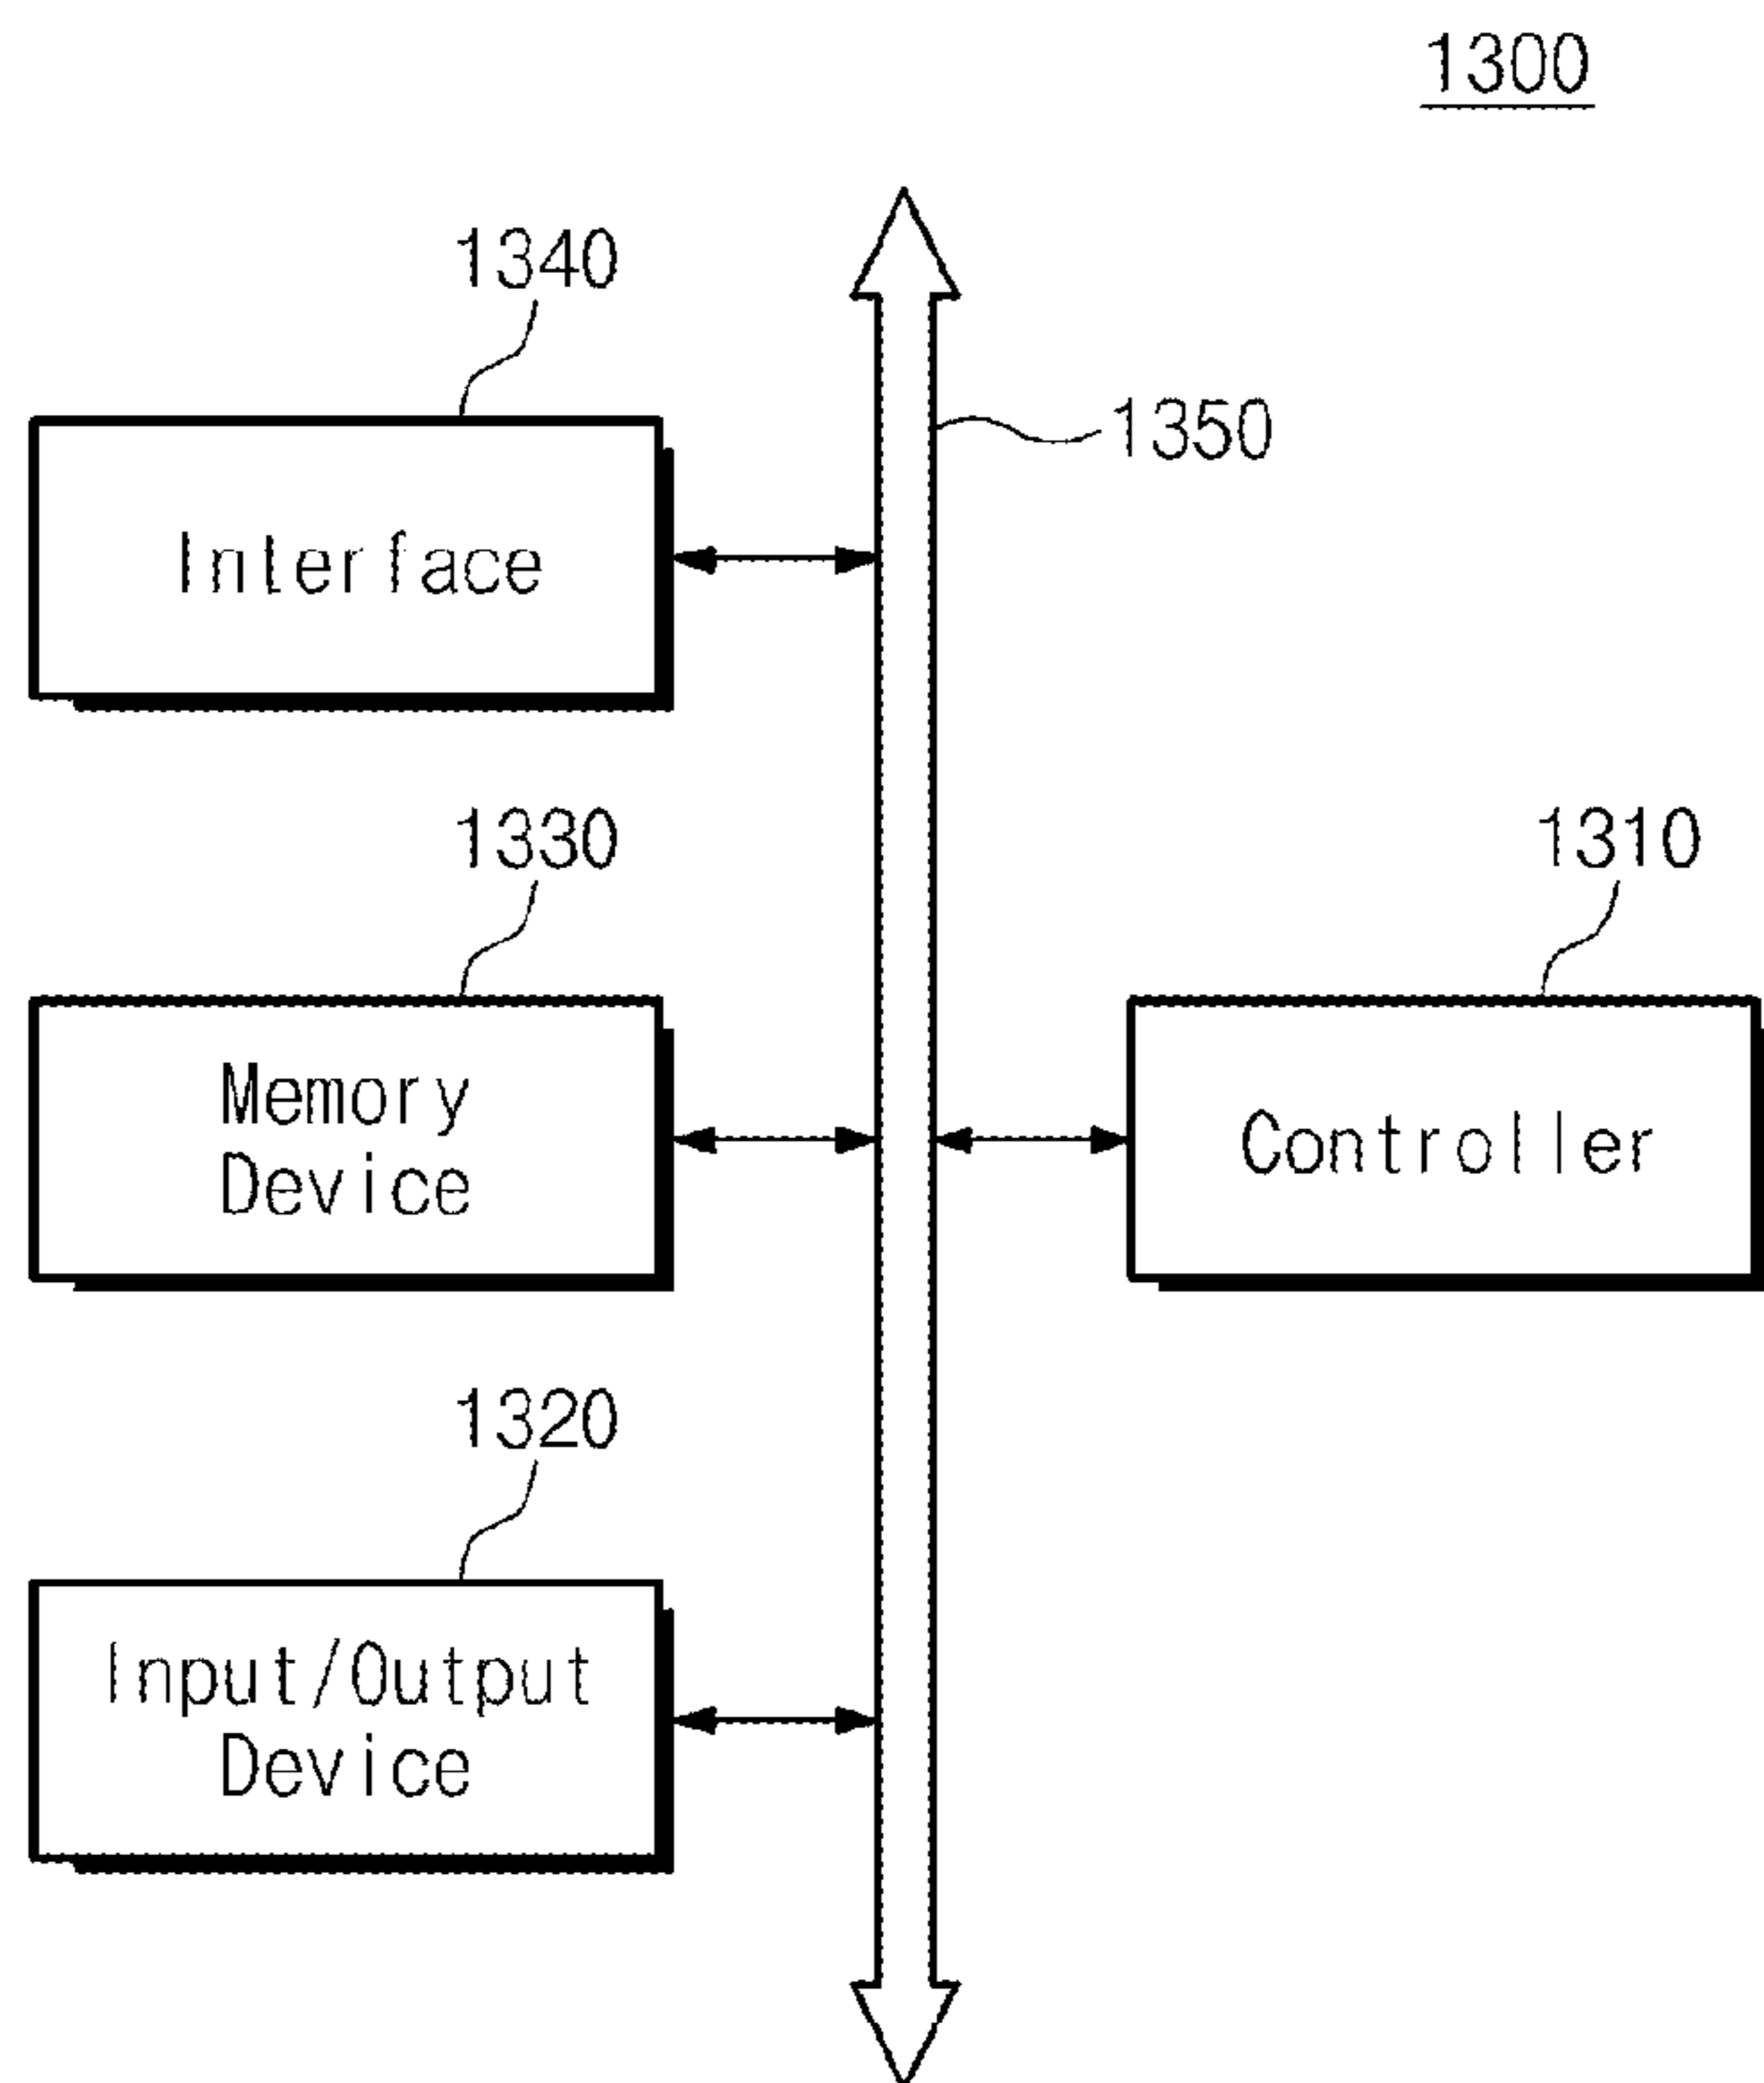 1300
1340
1350
Interface
1330
1310
Memory
Device
Controller
1320
Input/Output
Device